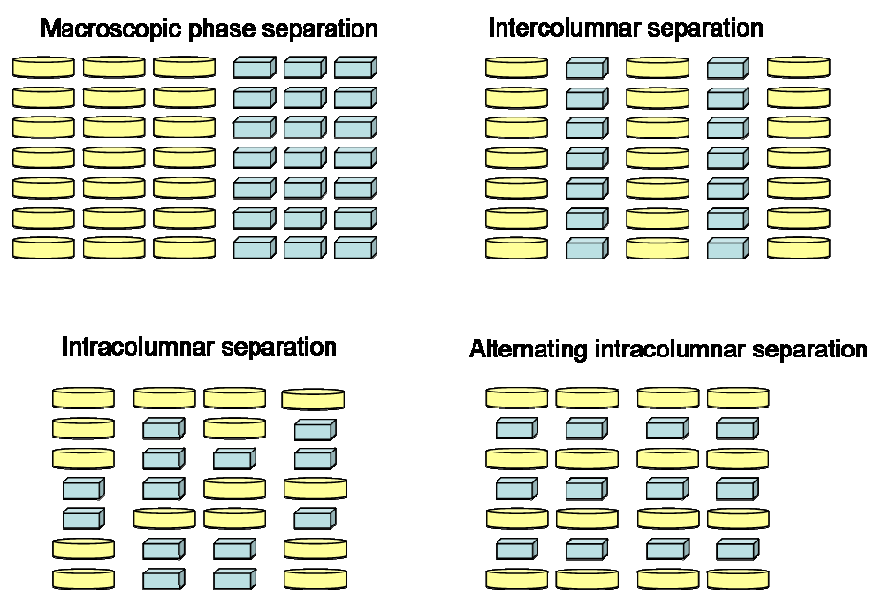 Macroscopic phase separation
Intercolumnar separation
Intracolumnar separation
Alternating intracolumnar separation